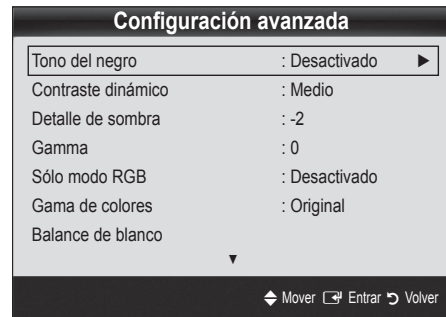 Configuración avanzada
Tono del negro : Desactivado ►
Contraste dinámico : Medio
Detalle de sombra : -2
Gamma : 0
Sólo modo RGB : Desactivado
Gama de colores : Original
Balance de blanco
▼
Mover Entrar Volver